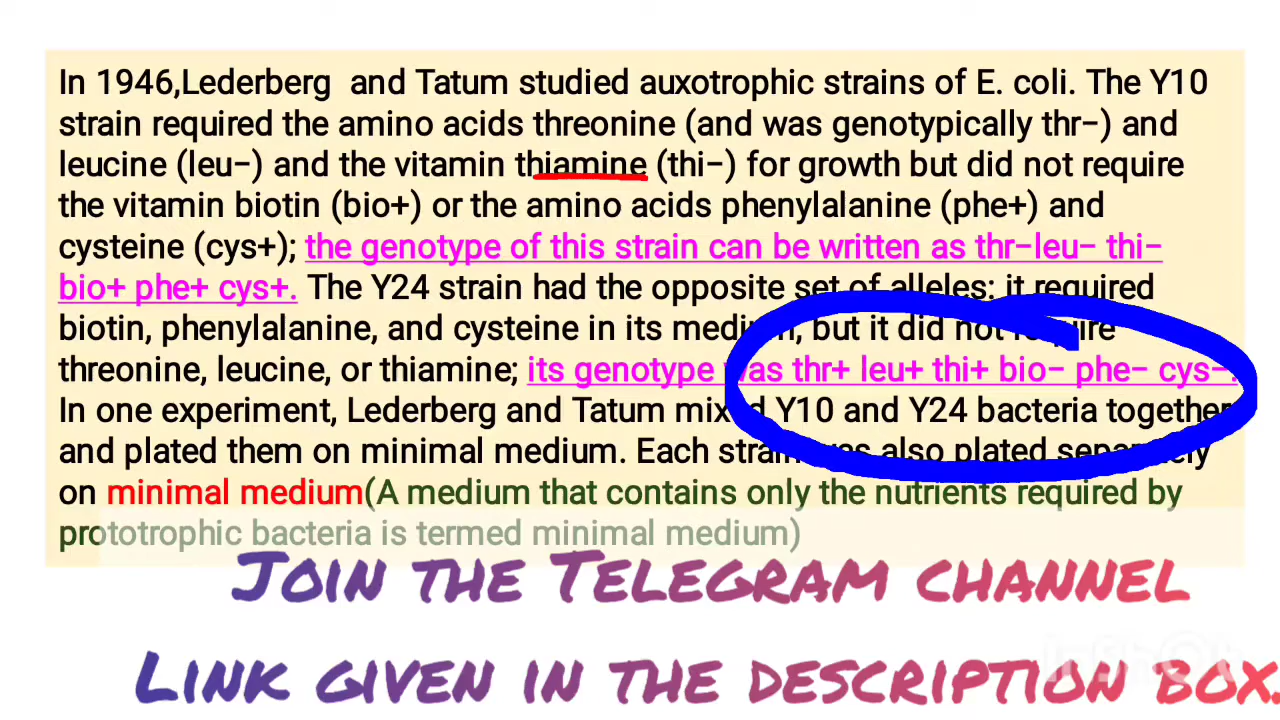 In 1946,Lederberg and Tatum studied auxotrophic strains of E. coli. The Y10
strain required the amino acids threonine (and was genotypically thr−) and
leucine (leu−) and the vitamin thiamine (thi−) for growth but did not require
the vitamin biotin (bio+) or the amino acids phenylalanine (phe+) and
cysteine (cys+); the genotype of this strain can be written as thr−leu− thi−
bio+ phe+ cys+. The Y24 strain had the opposite set of alleles: it required
biotin, phenylalanine, and cysteine in its medium, but it did not require
threonine, leucine, or thiamine; its genotype was thr+ leu+ thi+ bio− phe− cys−.
In one experiment, Lederberg and Tatum mixed Y10 and Y24 bacteria together
and plated them on minimal medium. Each strain was also plated separately
on minimal medium(A medium that contains only the nutrients required by
prototrophic bacteria is termed minimal medium)
Join the Telegram channel
Link given in the description box.
InShOt